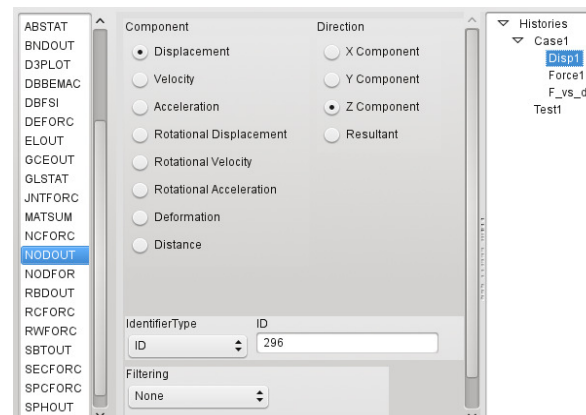 ABSTAT
BNDOUT
D3PLOT
DBBEMAC
DBFSI
DEFORC
ELOUT
GCEOUT
GLSTAT
JNTFORC
MATSUM
NCFORC
NODOUT
NODFOR
RBDOUT
RCFORC
RWFORC
SBTOUT
SECFORC
SPCFORC
SPHOUT
Component
Displacement
Velocity
Acceleration
Rotational Displacement
Rotational Velocity
Rotational Acceleration
Deformation
Distance
Direction
X Component
Y Component
Z Component
Resultant
IdentifierType
ID
ID
296
Filtering
None
Histories
Case1
Disp1
Force1
F_vs_d
Test1